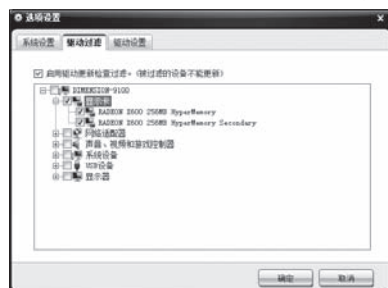 选项设置
系统设置 驱动过滤 驱动设置
启用驱动更新检查过滤。(被过滤的设备不能更新)
DIMENSION-9100
显示卡
RADEON X600 256MB HyperMemory
RADEON X600 256MB HyperMemory Secondary
网络适配器
声音、视频和游戏控制器
系统设备
USB设备
显示器
确定 取消